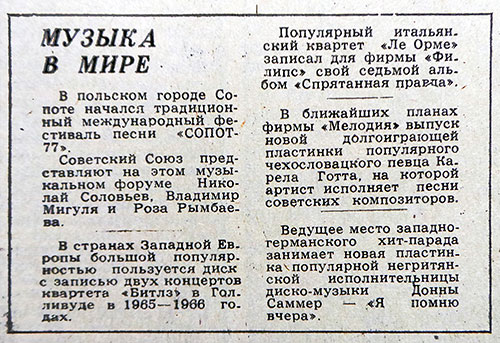 МУЗЫКА
В МИРЕ
В польском городе Со-
поте начался традицион-
ный международный фе-
стиваль песни «СОПОТ-
77».
Советский Союз пред-
ставляют на этом музы-
кальном форуме Нико-
лай Соловьев, Владимир
Мигуля и Роза Рымбае-
ва.
В странах Западной Ев-
ропы большой популяр-
ностью пользуется диск
с записью двух концертов
квартета «Битлз» в Гол-
ливуде в 1965—1966 го-
дах.
Популярный итальян-
ский квартет «Ле Орме»
записал для фирмы «Фи-
липс» свой седьмой аль-
бом «Спрятанная правда».
В ближайших планах
фирмы «Мелодия» выпуск
новой долгоиграющей
пластинки популярного
чехословацкого певца Ка-
рела Готта, на которой
артист исполняет песни
советских композиторов.
Ведущее место западно-
германского хит-парада
занимает новая пластин-
ка популярной негритян-
ской исполнительницы
диско-музыки Донны
Саммер — «Я помню
вчера».